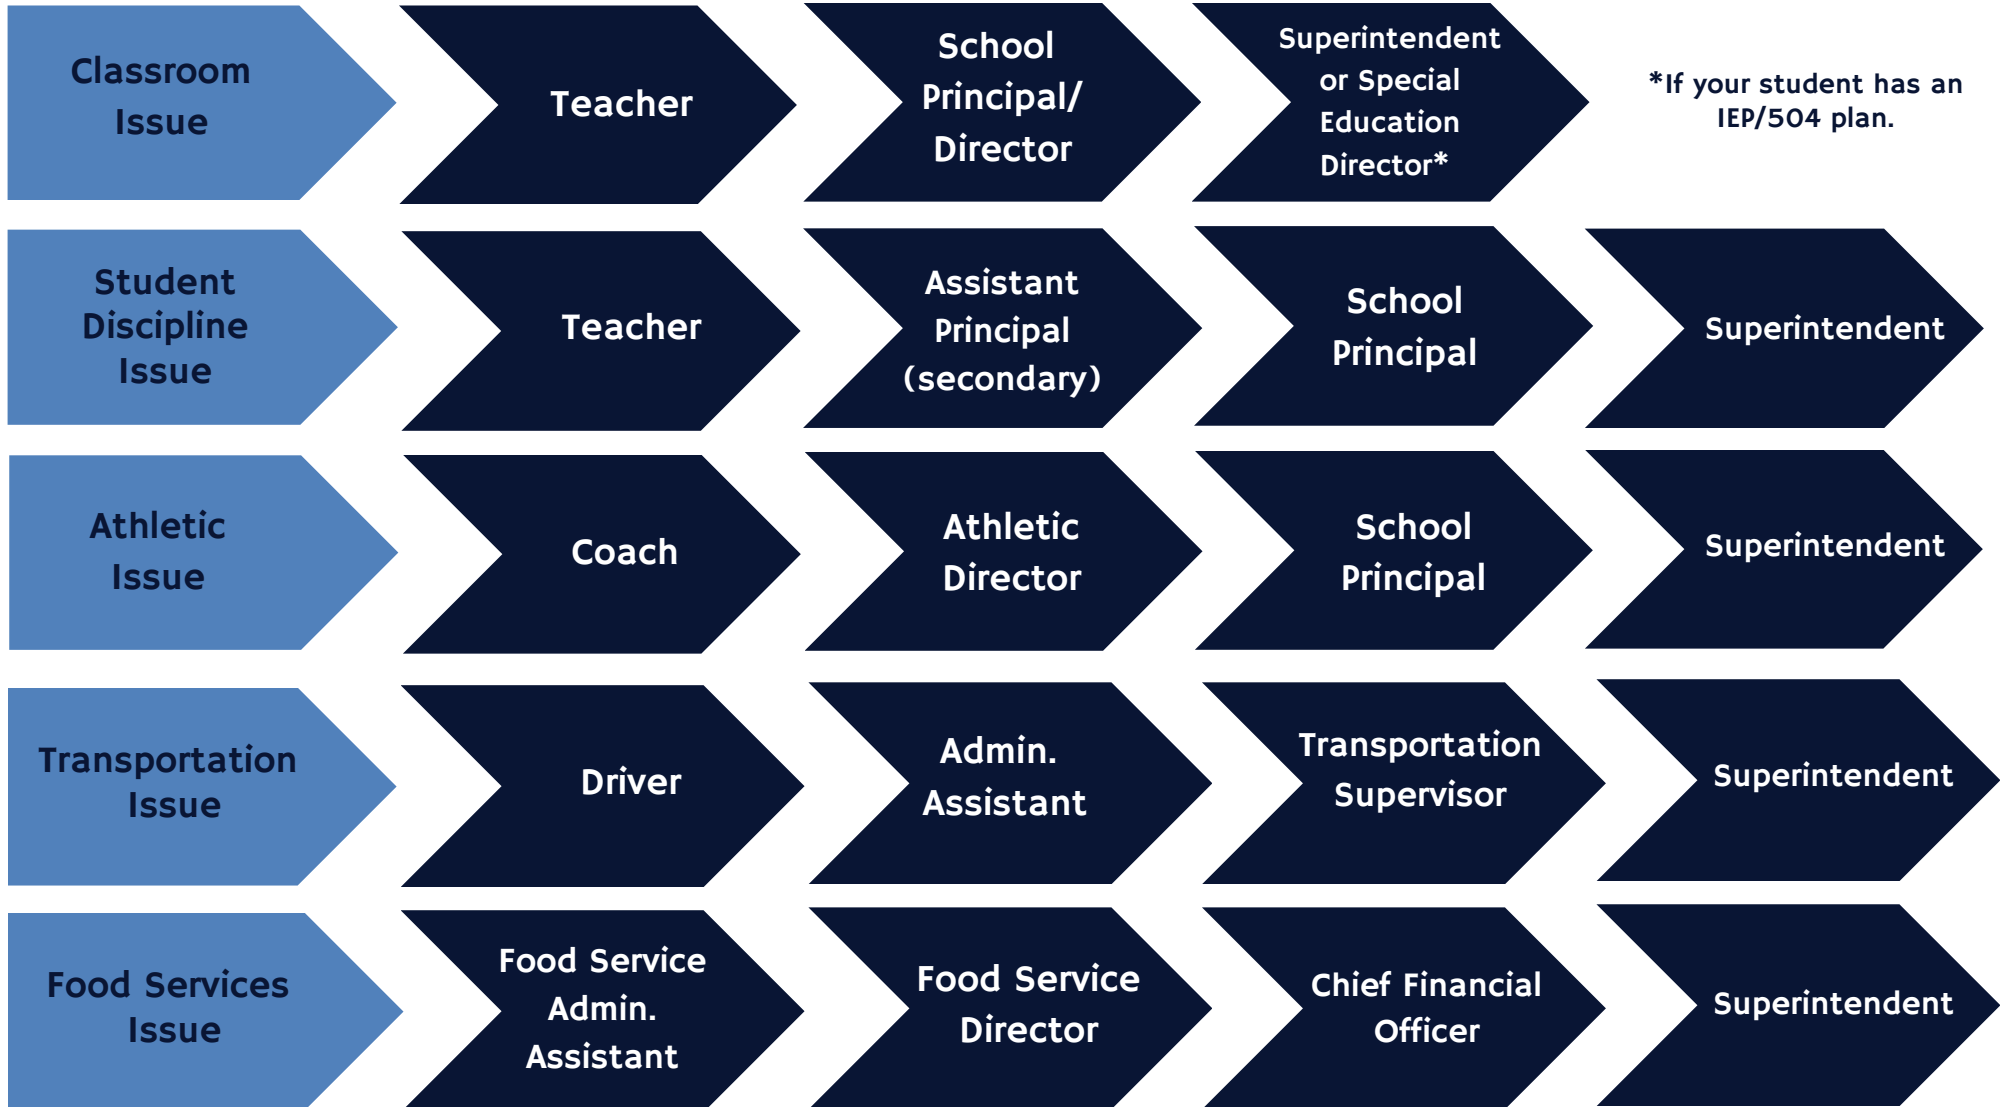 Classroom
Issue
Teacher
School
Principal/
Director
Superintendent
or Special
Education
Director*
*If your student has an
IEP/504 plan.
Student
Discipline
Issue
Teacher
Assistant
Principal
(secondary)
School
Principal
Superintendent
Athletic
Issue
Coach
Athletic
Director
School
Principal
Superintendent
Transportation
Issue
Driver
Admin.
Assistant
Transportation
Supervisor
Superintendent
Food Services
Issue
Food Service
Admin.
Assistant
Food Service
Director
Chief Financial
Officer
Superintendent